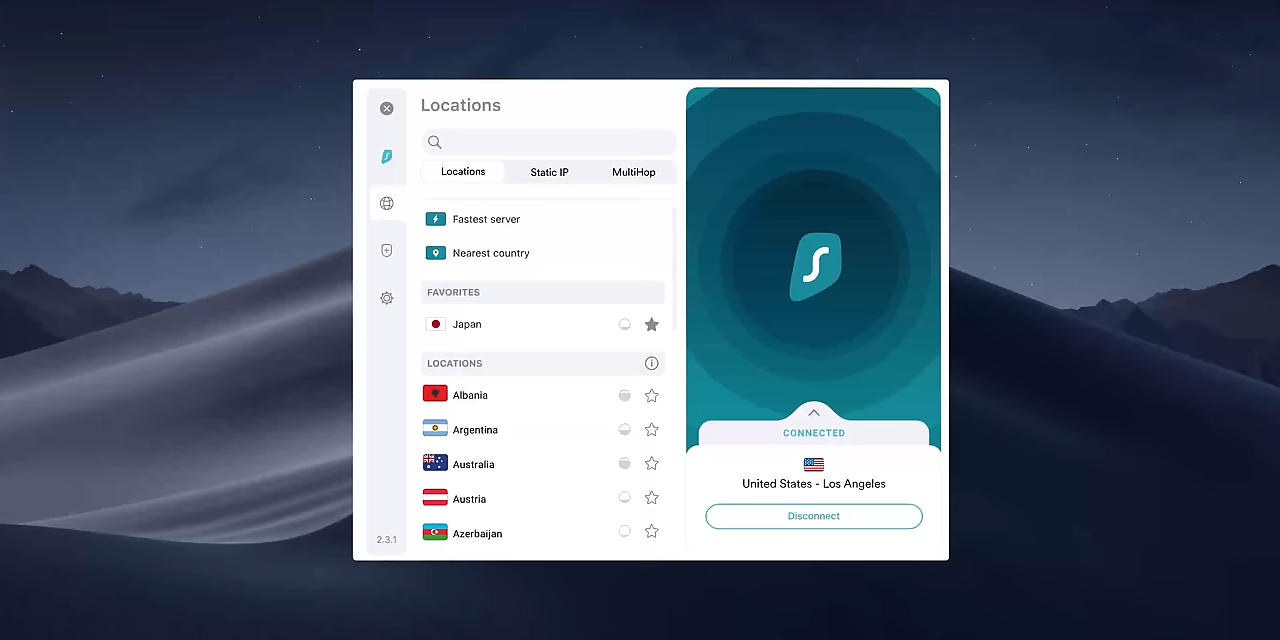 Locations
Locations Static IP MultiHop
Fastest server
Nearest country
FAVORITES
Japan
LOCATIONS
Albania
Argentina
Australia
Austria
Azerbaijan
2.3.1
CONNECTED
United States - Los Angeles
Disconnect